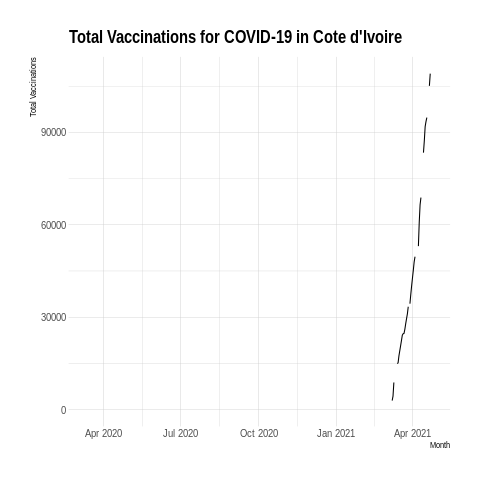 Total Vaccinations for COVID-19 in Cote d'Ivoire
Total Vaccinations
90000
60000
30000
0
Apr 2020 Jul 2020 Oct 2020 Jan 2021 Apr 2021
Month